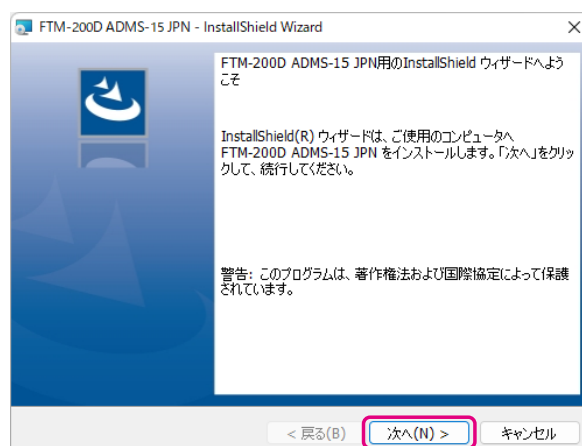 FTM-200D ADMS-15 JPN - InstallShield Wizard
FTM-200D ADMS-15 JPN用のInstallShield ウィザードへよう
こそ
InstallShield(R) ウィザードは、ご使用のコンピュータへ
FTM-200D ADMS-15 JPN をインストールします。「次へ」をクリッ
クして、続行してください。
警告: このプログラムは、著作権法および国際協定によって保護
されています。
< 戻る(B)
次へ(N) >
キャンセル